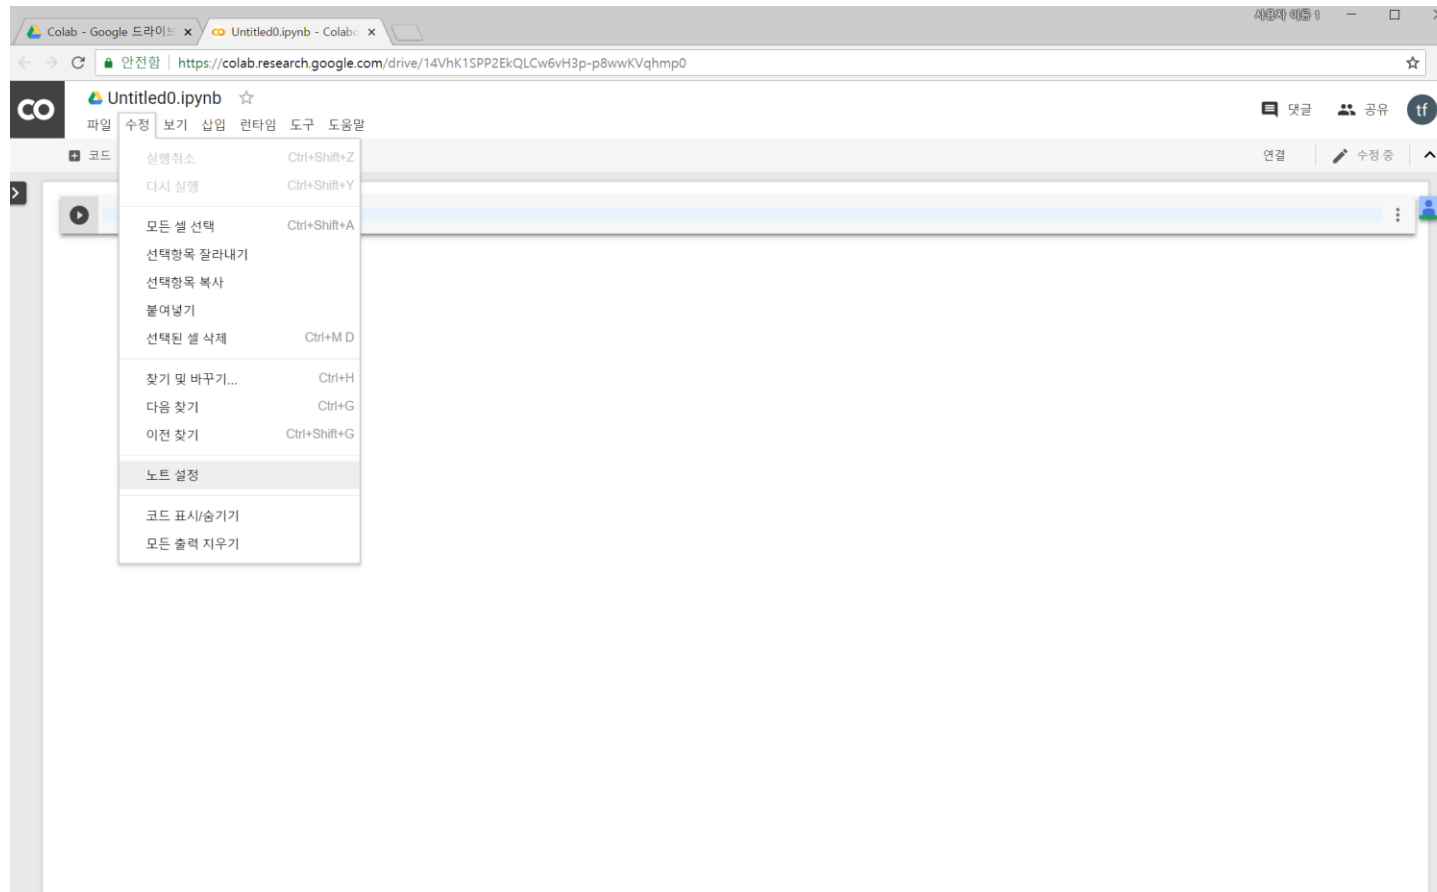 사용자 이름 1
Colab - Google 드라이브
Untitled0.ipynb - Colabo
안전함 | https://colab.research.google.com/drive/14VhK1SPP2EkQLCw6vH3p-p8wwKVqhmp0
CO Untitled0.ipynb
댓글 공유 tf
파일 수정 보기 삽입 런타임 도구 도움말
코드
연결 수정 중
실행취소 Ctrl+Shift+Z
다시 실행 Ctrl+Shift+Y
모든 셀 선택 Ctrl+Shift+A
선택항목 잘라내기
선택항목 복사
붙여넣기
선택된 셀 삭제 Ctrl+M D
찾기 및 바꾸기... Ctrl+H
다음 찾기 Ctrl+G
이전 찾기 Ctrl+Shift+G
노트 설정
코드 표시/숨기기
모든 출력 지우기